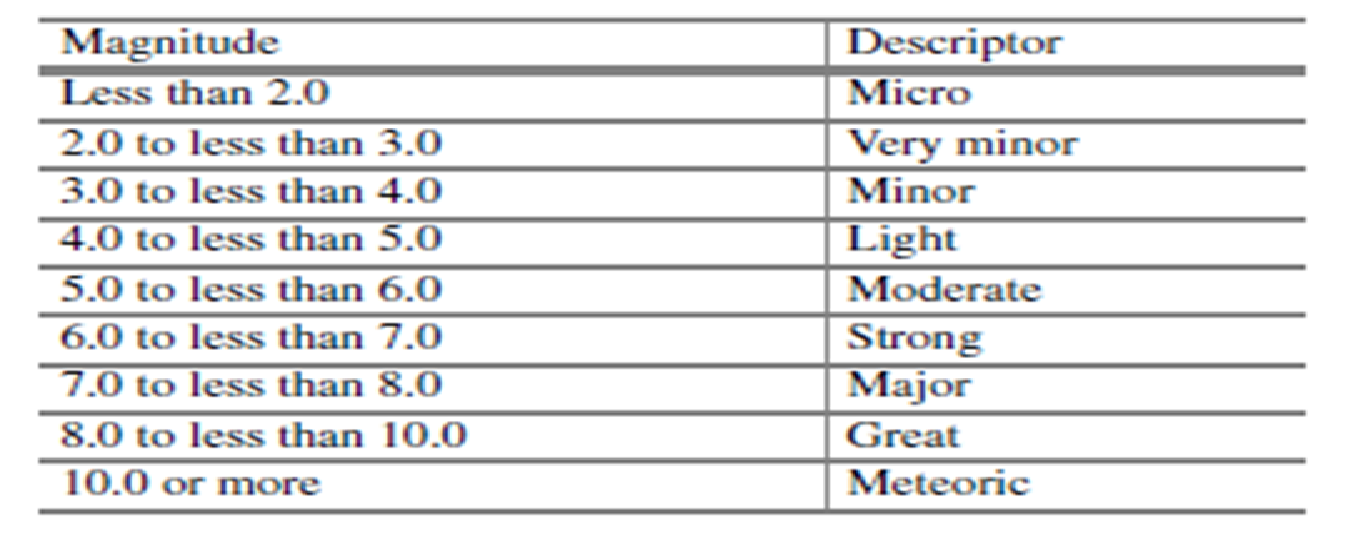 Magnitude Descriptor
Less than 2.0 Micro
2.0 to less than 3.0 Very minor
3.0 to less than 4.0 Minor
4.0 to less than 5.0 Light
5.0 to less than 6.0 Moderate
6.0 to less than 7.0 Strong
7.0 to less than 8.0 Major
8.0 to less than 10.0 Great
10.0 or more Meteoric